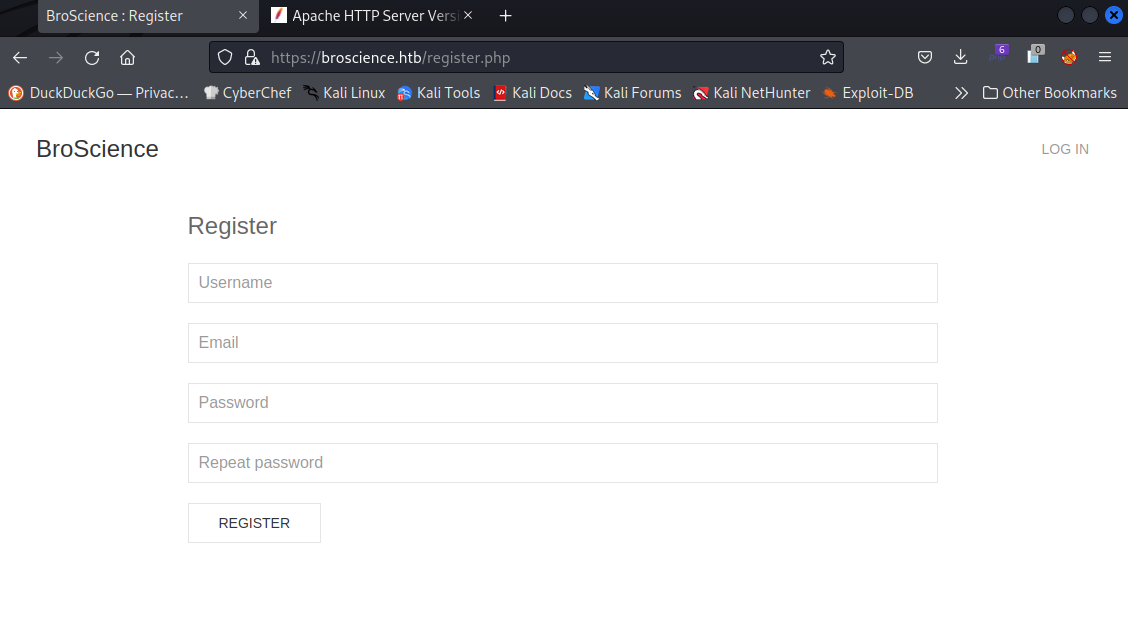 BroScience : Register × Apache HTTP Server Versi × +
https://broscience.htb/register.php 6 0
DuckDuckGo — Privac… CyberChef Kali Linux Kali Tools Kali Docs Kali Forums Kali NetHunter Exploit-DB Other Bookmarks
BroScience LOG IN
Register
Username
Email
Password
Repeat password
REGISTER